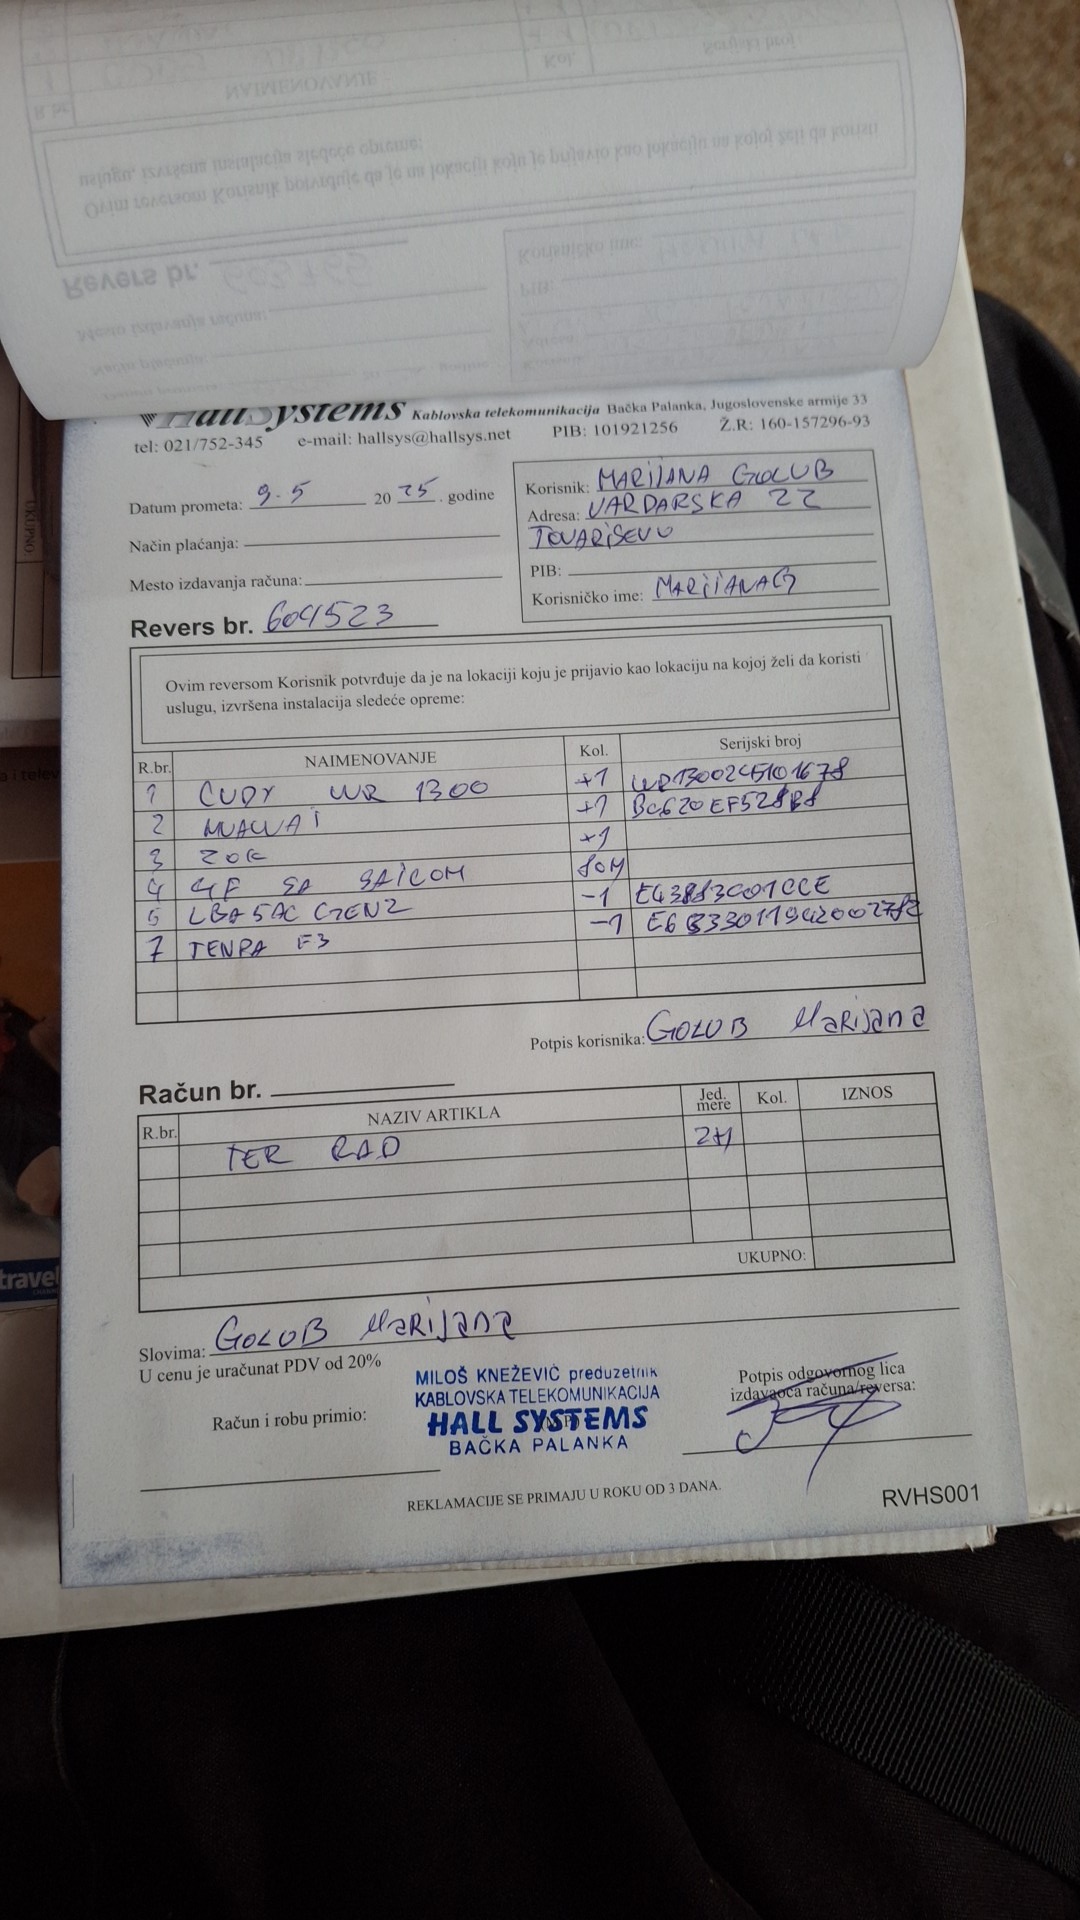 HallSystems Kablovska telekomunikacija Bačka Palanka, Jugoslovenske armije 33
tel: 021/752-345 e-mail: hallsys@hallsys.net PIB: 101921256 Ž.R: 160-157296-93
Datum prometa: 9.5 20 25. godine
Način plaćanja:
Mesto izdavanja računa:
Korisnik: MARIJANA GOLUB
Adresa: VARDARSKA 22
TOVARIŠEVO
PIB:
Korisničko ime: MARIJANAG
Revers br. 604523
Ovim reversom Korisnik potvrđuje da je na lokaciji koju je prijavio kao lokaciju na kojoj želi da koristi
uslugu, izvršena instalacija sledeće opreme:
R.br. NAIMENOVANJE Kol. Serijski broj
1 CUDY WR 1300 +1
2 +1
3 ZOK +1
4 4F SA SAJCOM 80M
LBA 5AC GEN2 -1
7 TENDA F3 -1
Potpis korisnika: GOLUB MARIJANA
Račun br.
R.br. NAZIV ARTIKLA Jed. mere Kol. IZNOS
TER RAD 2H
UKUPNO:
Slovima: GOLUB MARIJANA
U cenu je uračunat PDV od 20%
MILOŠ KNEŽEVIĆ preduzetnik
KABLOVSKA TELEKOMUNIKACIJA
HALL SYSTEMS
BAČKA PALANKA
Potpis odgovornog lica
izdavaoca računa/reversa:
Račun i robu primio:
REKLAMACIJE SE PRIMAJU U ROKU OD 3 DANA.
RVHS001